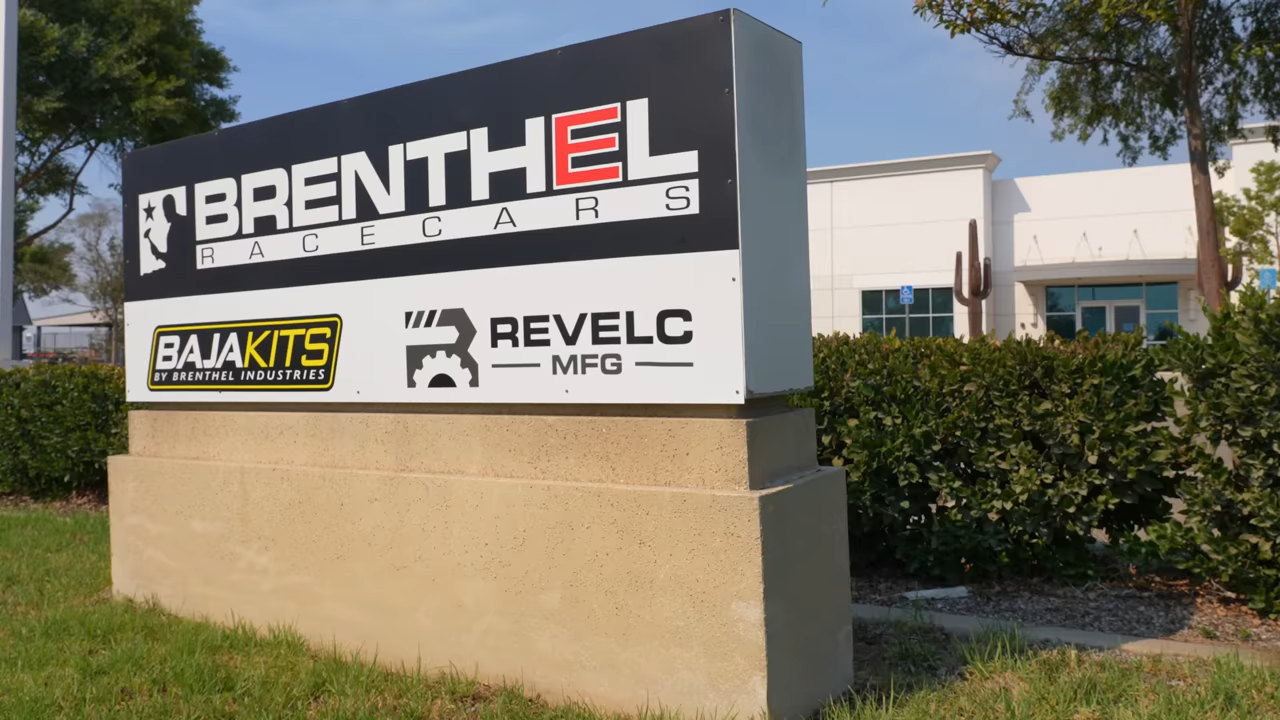 BRENTHEL
RACECARS
BAJAKITS
BY BRENTHEL INDUSTRIES
REVELC
MFG